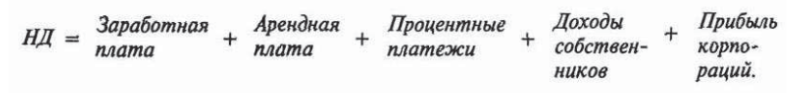 НД = Заработная плата + Арендная плата + Процентные платежи + Доходы собствен-ников + Прибыль корпо-раций.